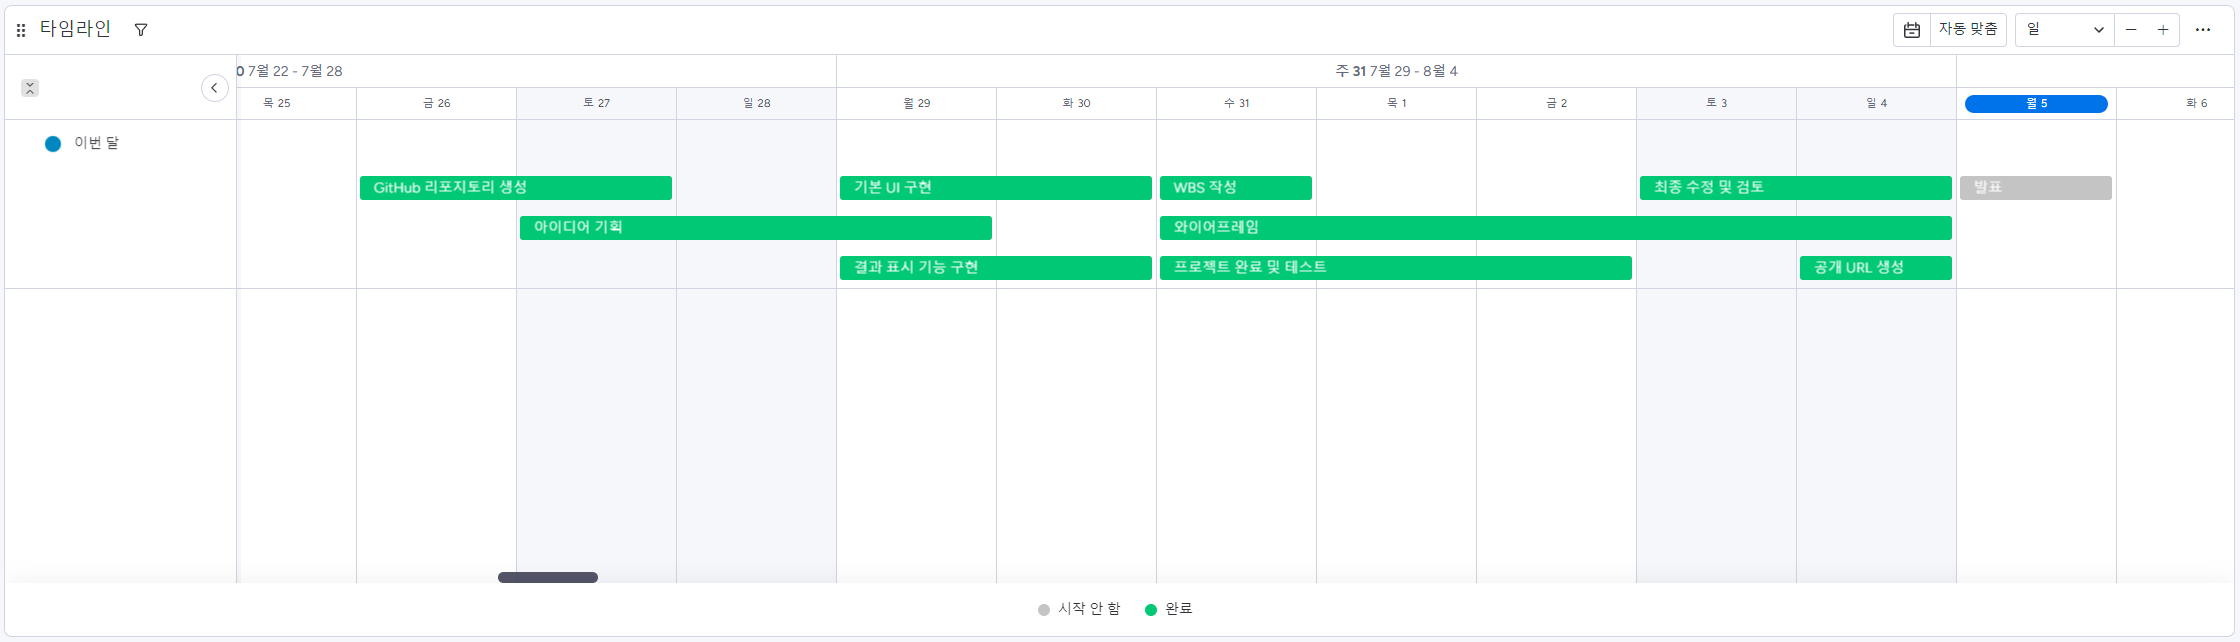 타임라인
자동 맞춤
일
0 7월 22 - 7월 28
주 31 7월 29 - 8월 4
목 25
금 26
토 27
일 28
월 29
화 30
수 31
목 1
금 2
토 3
일 4
월 5
화 6
이번 달
GitHub 리포지토리 생성
기본 UI 구현
WBS 작성
최종 수정 및 검토
발표
아이디어 기획
와이어프레임
결과 표시 기능 구현
프로젝트 완료 및 테스트
공개 URL 생성
시작 안 함
완료